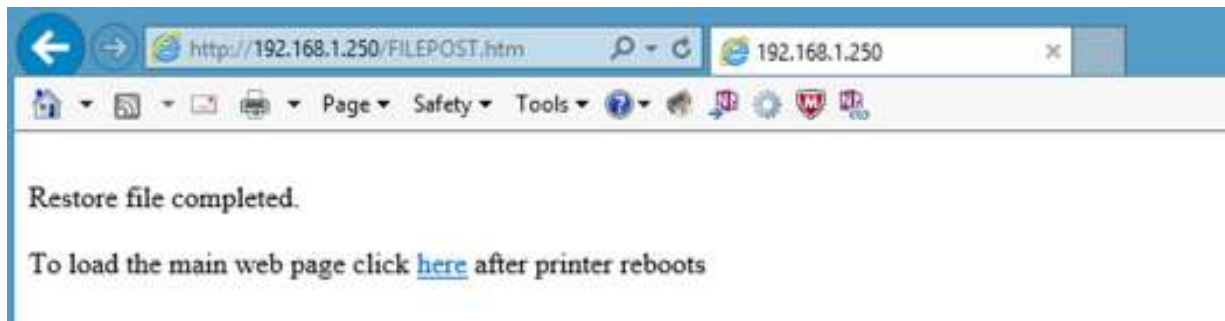 http://192.168.1.250/FILEPOST.htm
192.168.1.250
Page Safety Tools
Restore file completed.
To load the main web page click here after printer reboots